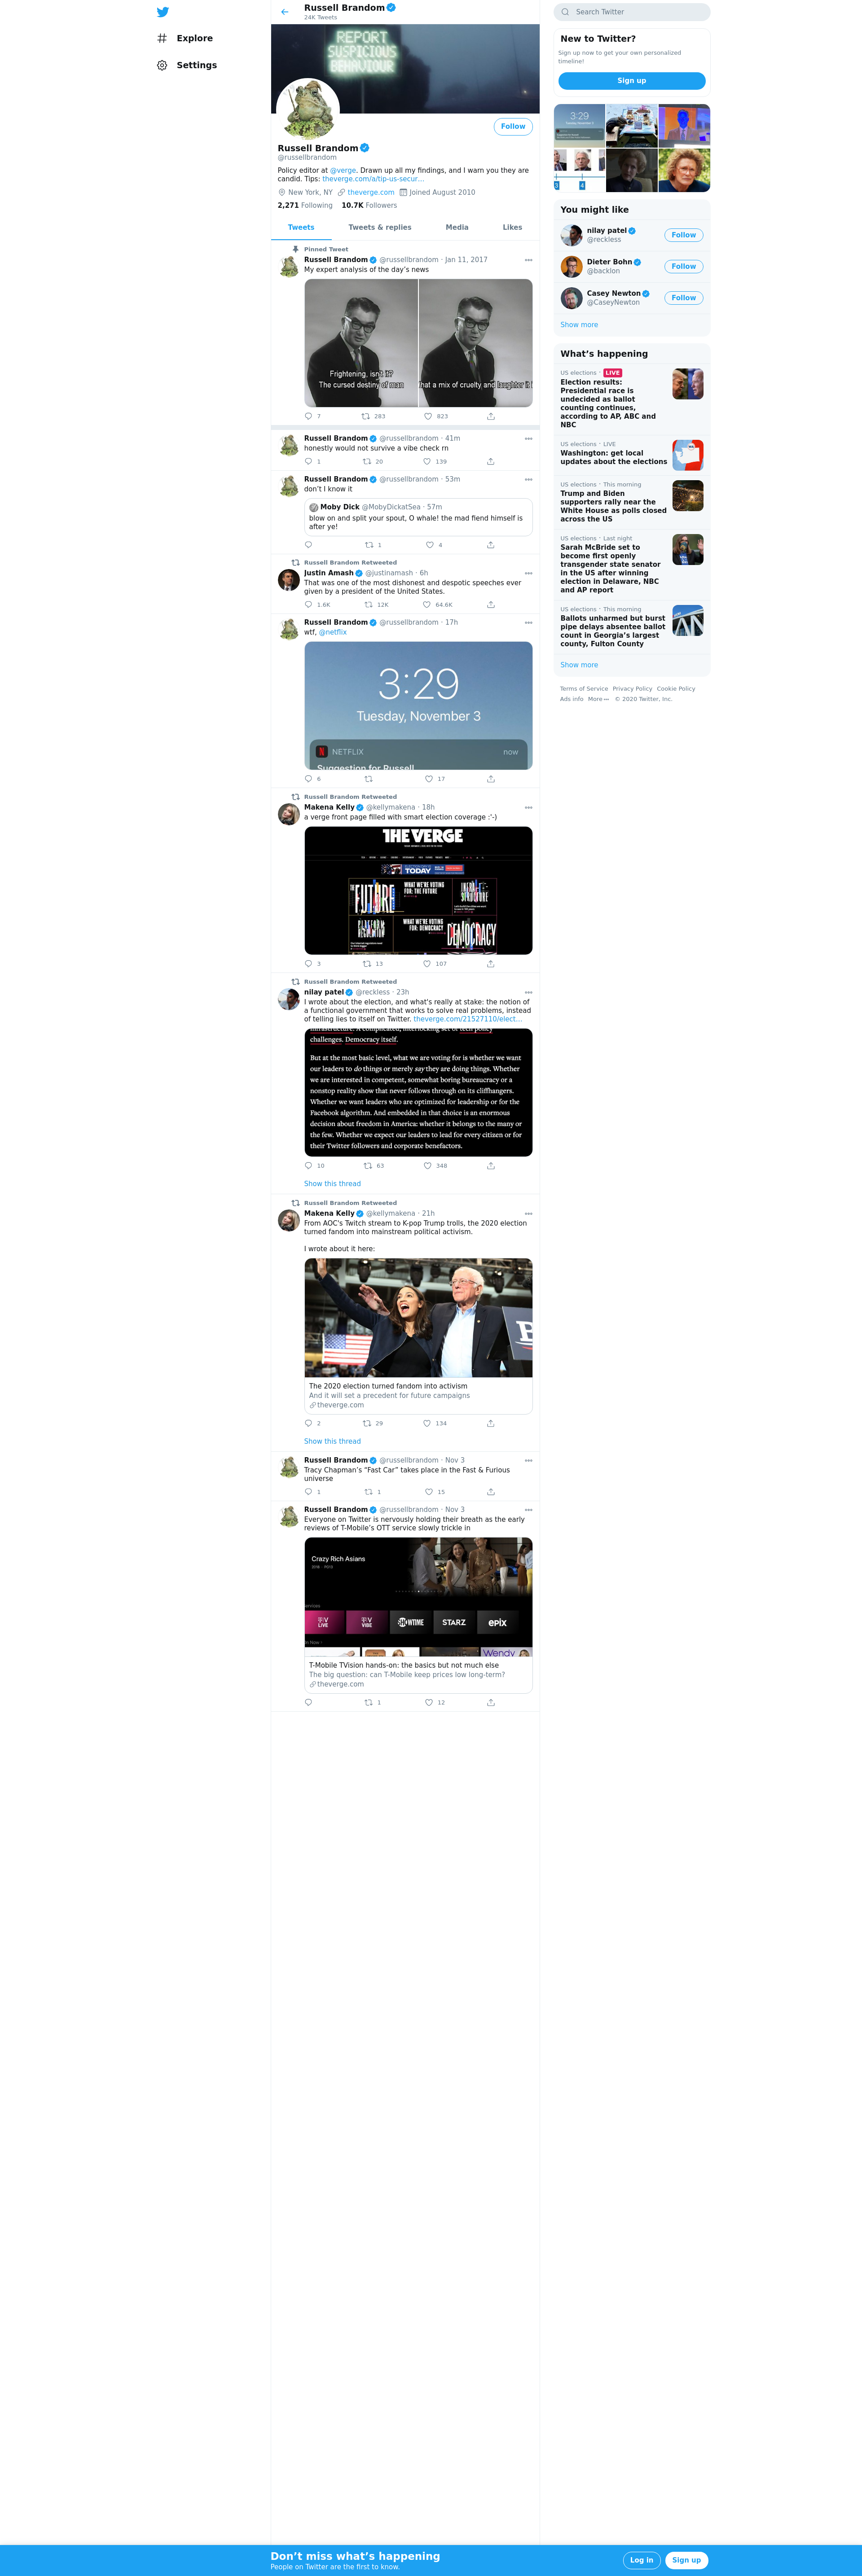 Explore
Settings
Russell Brandom
24K Tweets
REPORT
SUSPICIOUS
BEHAVIOUR
Follow
Russell Brandom
@russellbrandom
Policy editor at @verge. Drawn up all my findings, and I warn you they are
candid. Tips: theverge.com/a/tip-us-secur…
New York, NY theverge.com Joined August 2010
2,271 Following 10.7K Followers
Tweets Tweets & replies Media Likes
Pinned Tweet
Russell Brandom @russellbrandom · Jan 11, 2017
My expert analysis of the day's news
Frightening, isn't it?
The cursed destiny of man
that a mix of cruelty and laughter
7 283 823
Russell Brandom @russellbrandom · 41m
honestly would not survive a vibe check rn
1 20 139
Russell Brandom @russellbrandom · 53m
don't I know it
Moby Dick @MobyDickatSea · 57m
blow on and split your spout, O whale! the mad fiend himself is
after ye!
1 4
Russell Brandom Retweeted
Justin Amash @justinamash · 6h
That was one of the most dishonest and despotic speeches ever
given by a president of the United States.
1.6K 12K 64.6K
Russell Brandom @russellbrandom · 17h
wtf, @netflix
3:29
Tuesday, November 3
NETFLIX now
Suggestion for Russell
6 17
Russell Brandom Retweeted
Makena Kelly @kellymakena · 18h
a verge front page filled with smart election coverage :'-)
THE VERGE
TODAY
THE FUTURE
WHAT WE'RE VOTING
FOR: THE FUTURE
WHAT WE'RE VOTING
FOR: DEMOCRACY
DEMOCRACY
3 13 107
Russell Brandom Retweeted
nilay patel @reckless · 23h
I wrote about the election, and what's really at stake: the notion of
a functional government that works to solve real problems, instead
of telling lies to itself on Twitter. theverge.com/21527110/elect…
infrastructure. A complicated, interlocking set of tech policy
challenges. Democracy itself.
But at the most basic level, what we are voting for is whether we want
our leaders to do things or merely say they are doing things. Whether
we are interested in competent, somewhat boring bureaucracy or a
nonstop reality show that never follows through on its cliffhangers.
Whether we want leaders who are optimized for leadership or for the
Facebook algorithm. And embedded in that choice is an enormous
decision about freedom in America: whether it belongs to the many or
the few. Whether we expect our leaders to lead for every citizen or for
their Twitter followers and corporate benefactors.
10 63 348
Show this thread
Russell Brandom Retweeted
Makena Kelly @kellymakena · 21h
From AOC's Twitch stream to K-pop Trump trolls, the 2020 election
turned fandom into mainstream political activism.
I wrote about it here:
The 2020 election turned fandom into activism
And it will set a precedent for future campaigns
theverge.com
2 29 134
Show this thread
Russell Brandom @russellbrandom · Nov 3
Tracy Chapman's "Fast Car" takes place in the Fast & Furious
universe
1 1 15
Russell Brandom @russellbrandom · Nov 3
Everyone on Twitter is nervously holding their breath as the early
reviews of T-Mobile's OTT service slowly trickle in
Crazy Rich Asians
LIVE
VIBE
SHOWTIME
STARZ
epix
Wendy
T-Mobile TVision hands-on: the basics but not much else
The big question: can T-Mobile keep prices low long-term?
theverge.com
1 12
Search Twitter
New to Twitter?
Sign up now to get your own personalized
timeline!
Sign up
3:29
Tuesday, November 3
3 4
You might like
nilay patel
@reckless
Follow
Dieter Bohn
@backlon
Follow
Casey Newton
@CaseyNewton
Follow
Show more
What's happening
US elections · LIVE
Election results:
Presidential race is
undecided as ballot
counting continues,
according to AP, ABC and
NBC
US elections · LIVE
Washington: get local
updates about the elections
US elections · This morning
Trump and Biden
supporters rally near the
White House as polls closed
across the US
US elections · Last night
Sarah McBride set to
become first openly
transgender state senator
in the US after winning
election in Delaware, NBC
and AP report
US elections · This morning
Ballots unharmed but burst
pipe delays absentee ballot
count in Georgia's largest
county, Fulton County
Show more
Terms of Service Privacy Policy Cookie Policy
Ads info More © 2020 Twitter, Inc.
Don't miss what's happening
People on Twitter are the first to know.
Log in
Sign up